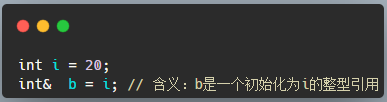 int i = 20;
int&  b = i; // 含义：b是一个初始化为i的整型引用